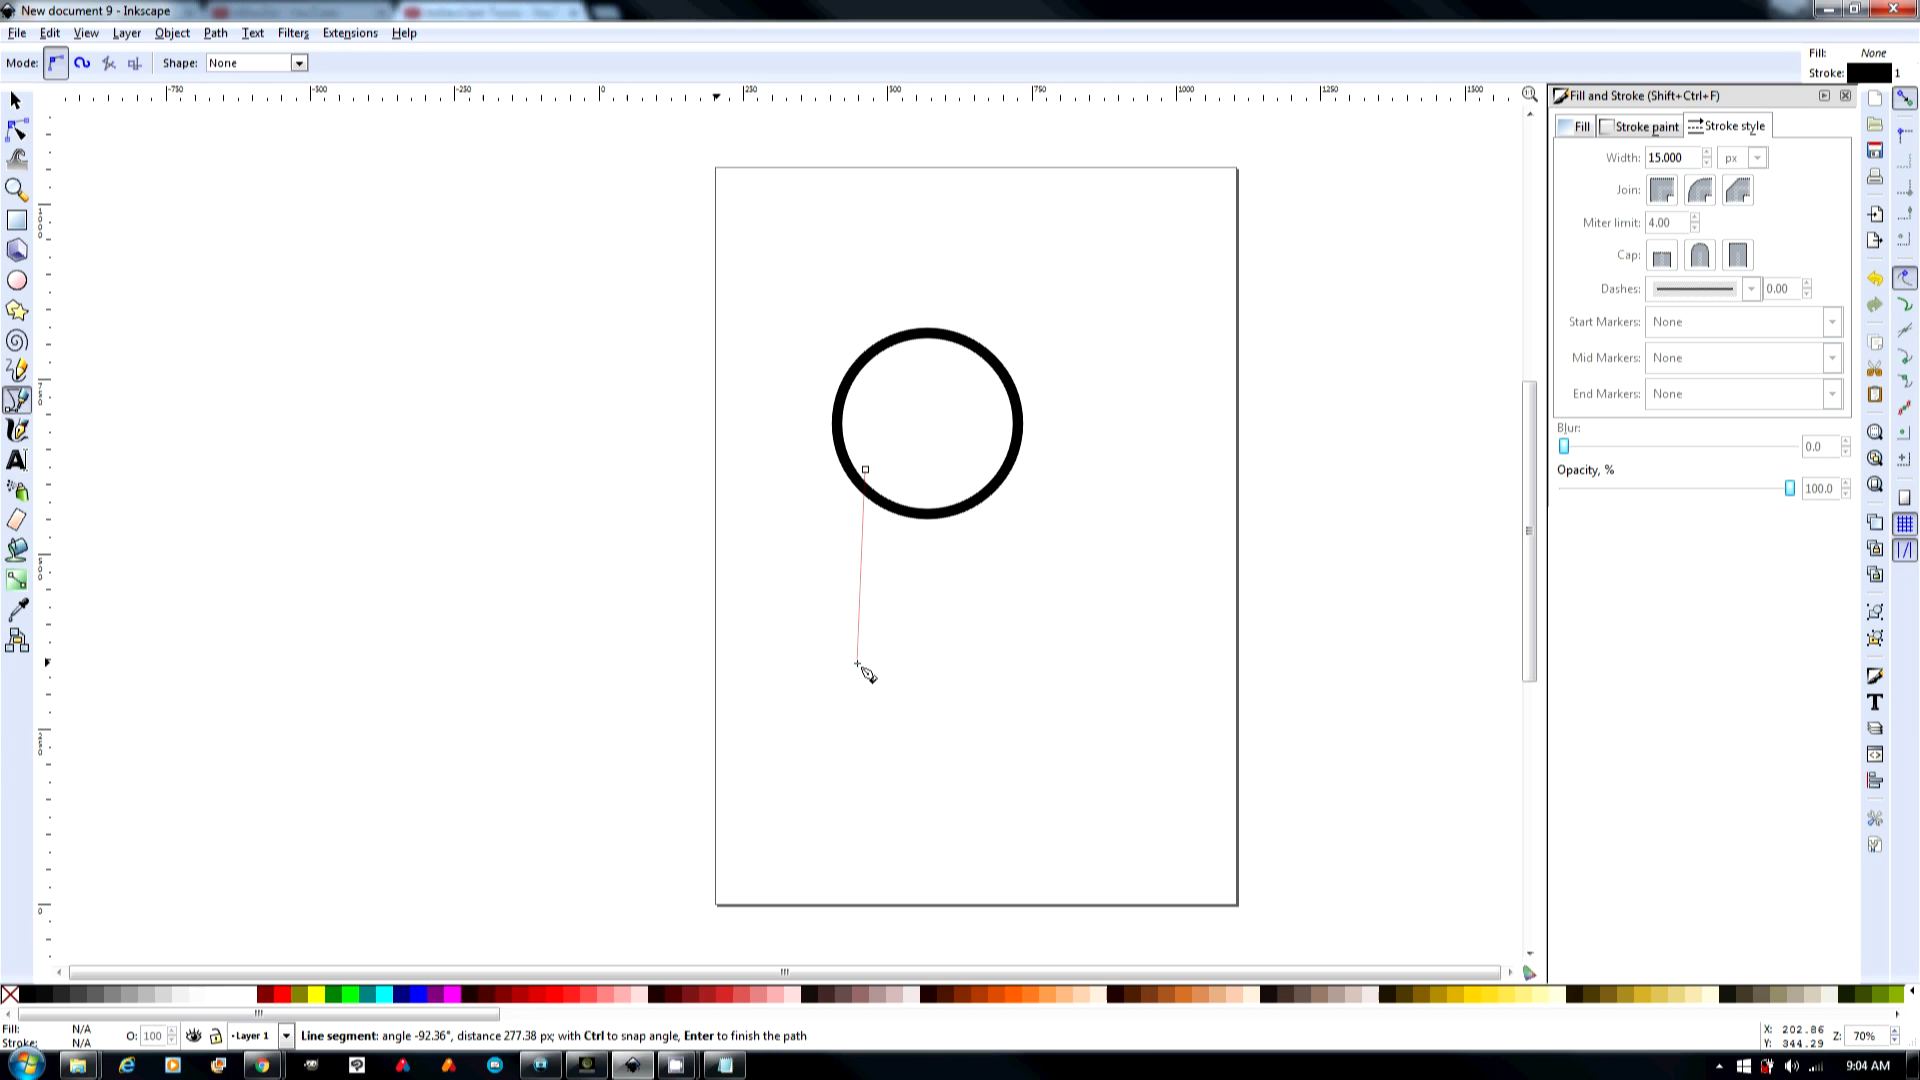 New document 9 - Inkscape
File Edit View Layer Object Path Text Filters Extensions Help
Mode: Shape: None
Fill: None
Stroke: 1
-750 -500 -250 0 250 500 750 1000 1250 1500
Fill and Stroke (Shift+Ctrl+F)
Fill Stroke paint Stroke style
Width: 15.000 px
Join:
Miter limit: 4.00
Cap:
Dashes: 0.00
Start Markers: None
Mid Markers: None
End Markers: None
Blur:
0.0
Opacity, %
100.0
Fill: N/A
Stroke: N/A
O: 100
Layer 1
Line segment: angle -92.36°, distance 277.38 px; with Ctrl to snap angle, Enter to finish the path
X: 202.86
Y: 344.29
Z: 70%
9:04 AM